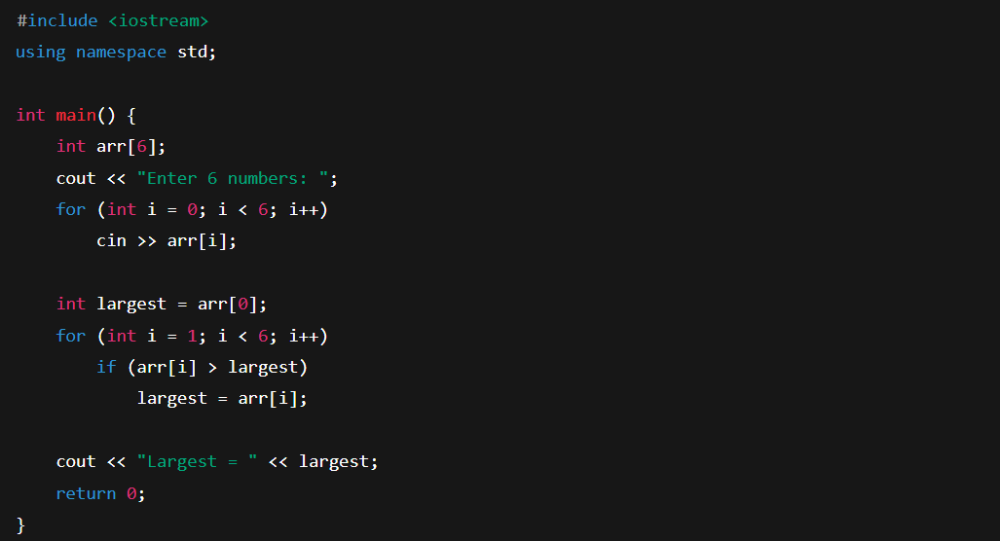 #include <iostream>
using namespace std;
int main() {
    int arr[6];
    cout << "Enter 6 numbers: ";
    for (int i = 0; i < 6; i++)
        cin >> arr[i];
    int largest = arr[0];
    for (int i = 1; i < 6; i++)
        if (arr[i] > largest)
            largest = arr[i];
    cout << "Largest = " << largest;
    return 0;
}